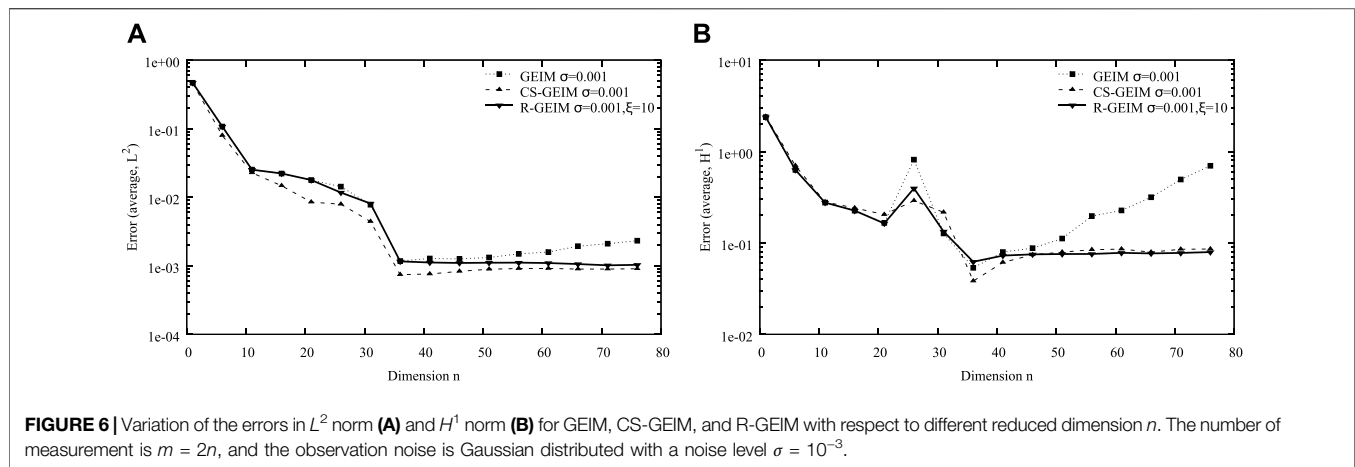 A
1e+00
1e-01
1e-02
1e-03
1e-04
Error (average, L²)
0 10 20 30 40 50 60 70 80
Dimension n
GEIM σ=0.001
CS-GEIM σ=0.001
R-GEIM σ=0.001,ξ=10
B
1e+01
1e+00
1e-01
1e-02
Error (average, H¹)
0 10 20 30 40 50 60 70 80
Dimension n
GEIM σ=0.001
CS-GEIM σ=0.001
R-GEIM σ=0.001,ξ=10
FIGURE 6 | Variation of the errors in L² norm (A) and H¹ norm (B) for GEIM, CS-GEIM, and R-GEIM with respect to different reduced dimension n. The number of
measurement is m = 2n, and the observation noise is Gaussian distributed with a noise level σ = 10⁻³.